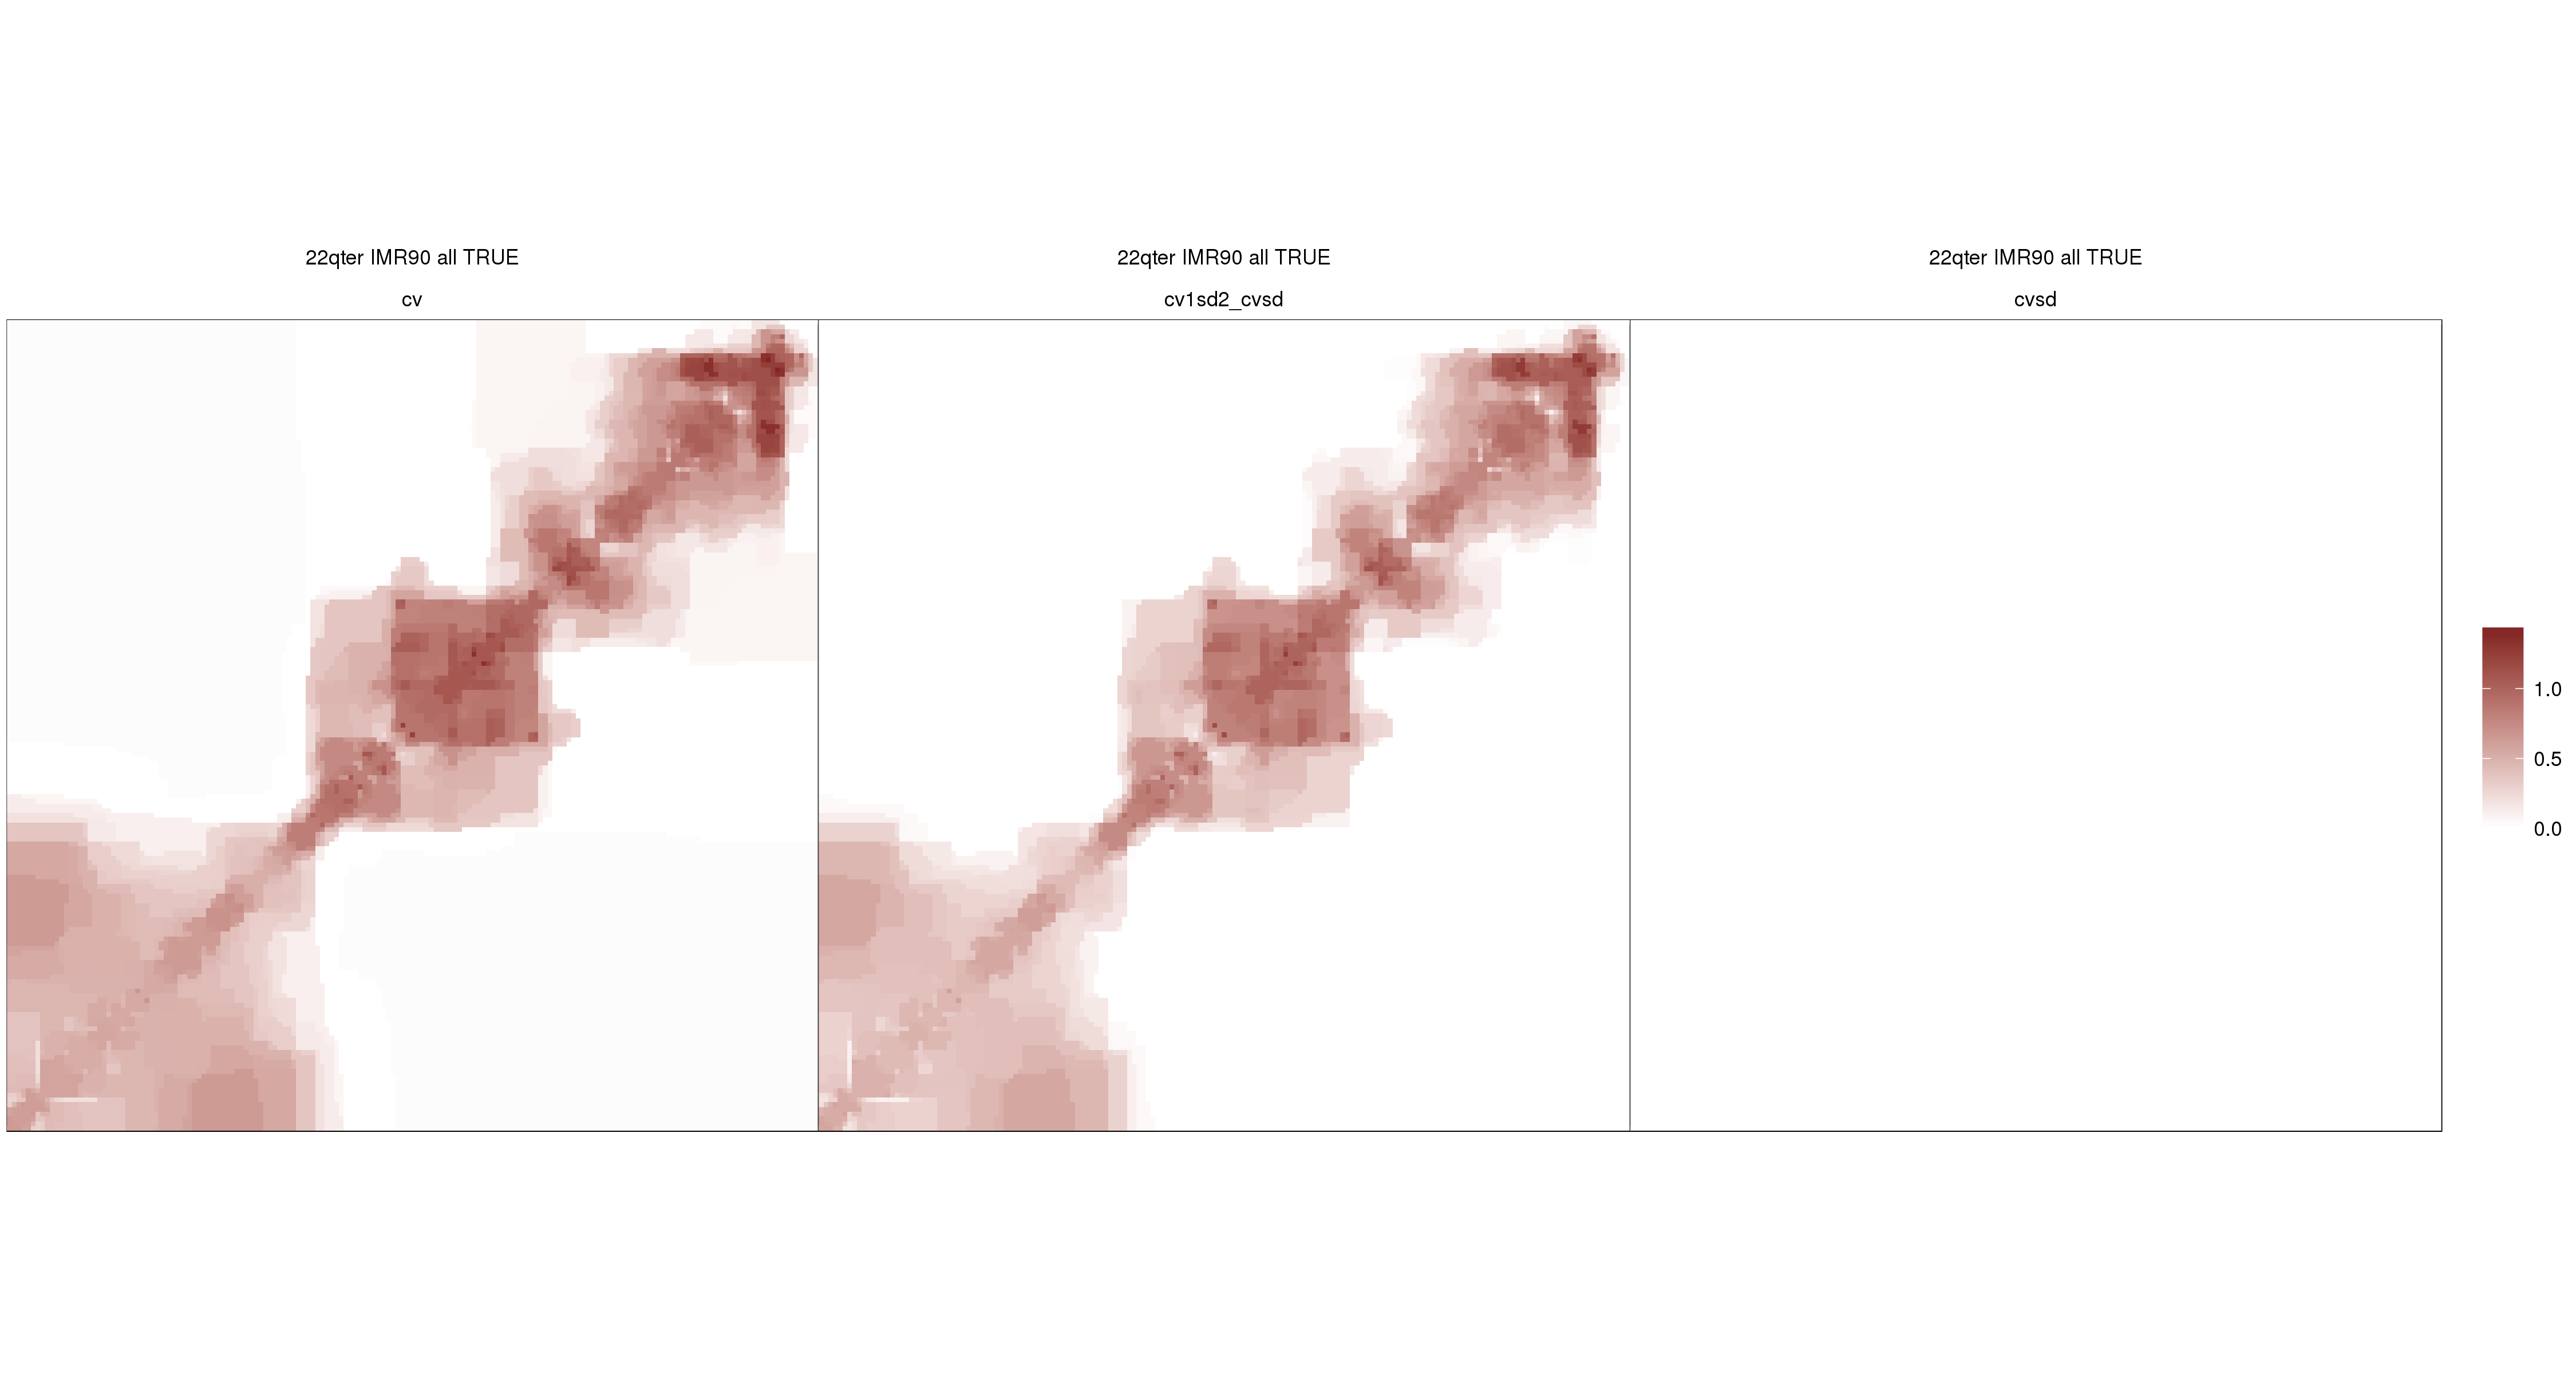 22qter IMR90 all TRUE
22qter IMR90 all TRUE
22qter IMR90 all TRUE
cv
cv1sd2_cvsd
cvsd
1.0
0.5
0.0